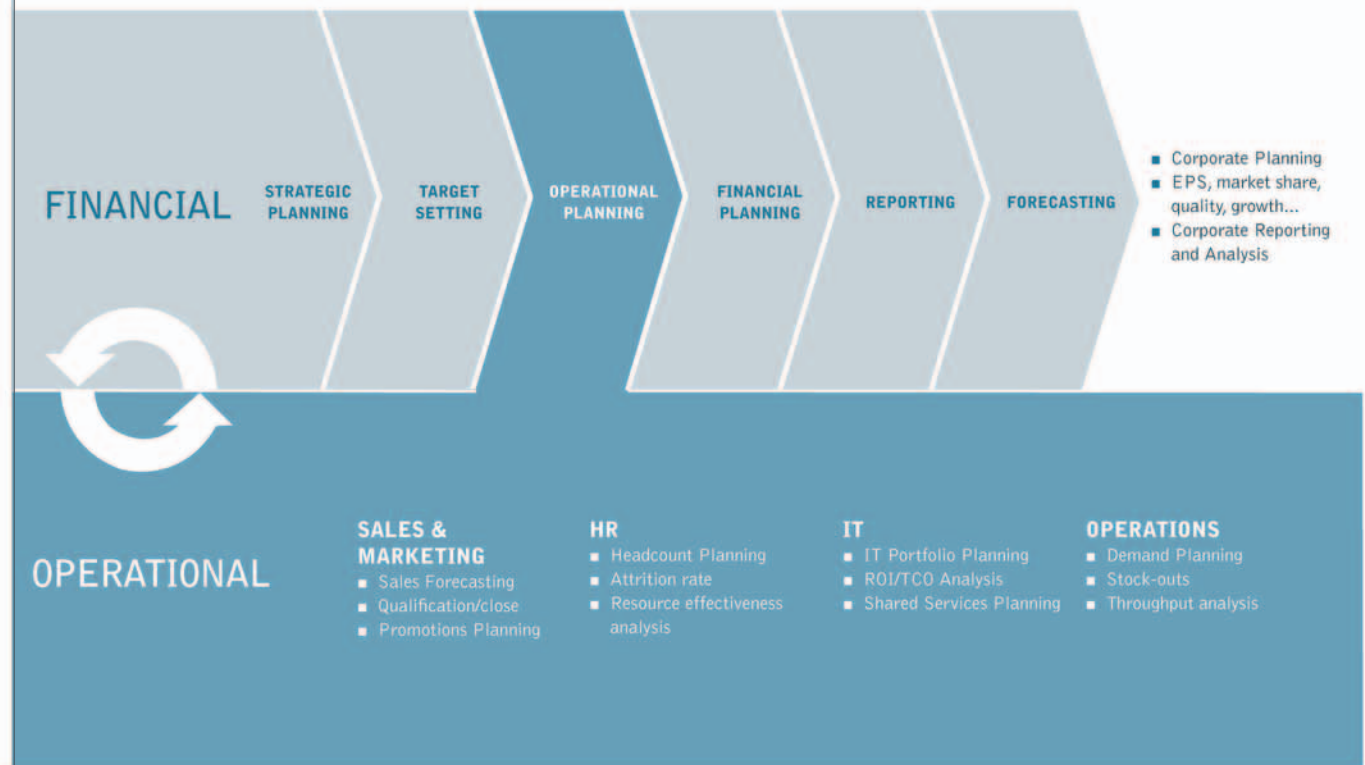 FINANCIAL
STRATEGIC
PLANNING
TARGET
SETTING
OPERATIONAL
PLANNING
FINANCIAL
PLANNING
REPORTING
FORECASTING
■ Corporate Planning
■ EPS, market share,
quality, growth...
■ Corporate Reporting
and Analysis
OPERATIONAL
SALES &
MARKETING
■ Sales Forecasting
■ Qualification/close
■ Promotions Planning
HR
■ Headcount Planning
■ Attrition rate
■ Resource effectiveness
analysis
IT
■ IT Portfolio Planning
■ ROI/TCO Analysis
■ Shared Services Planning
OPERATIONS
■ Demand Planning
■ Stock-outs
■ Throughput analysis